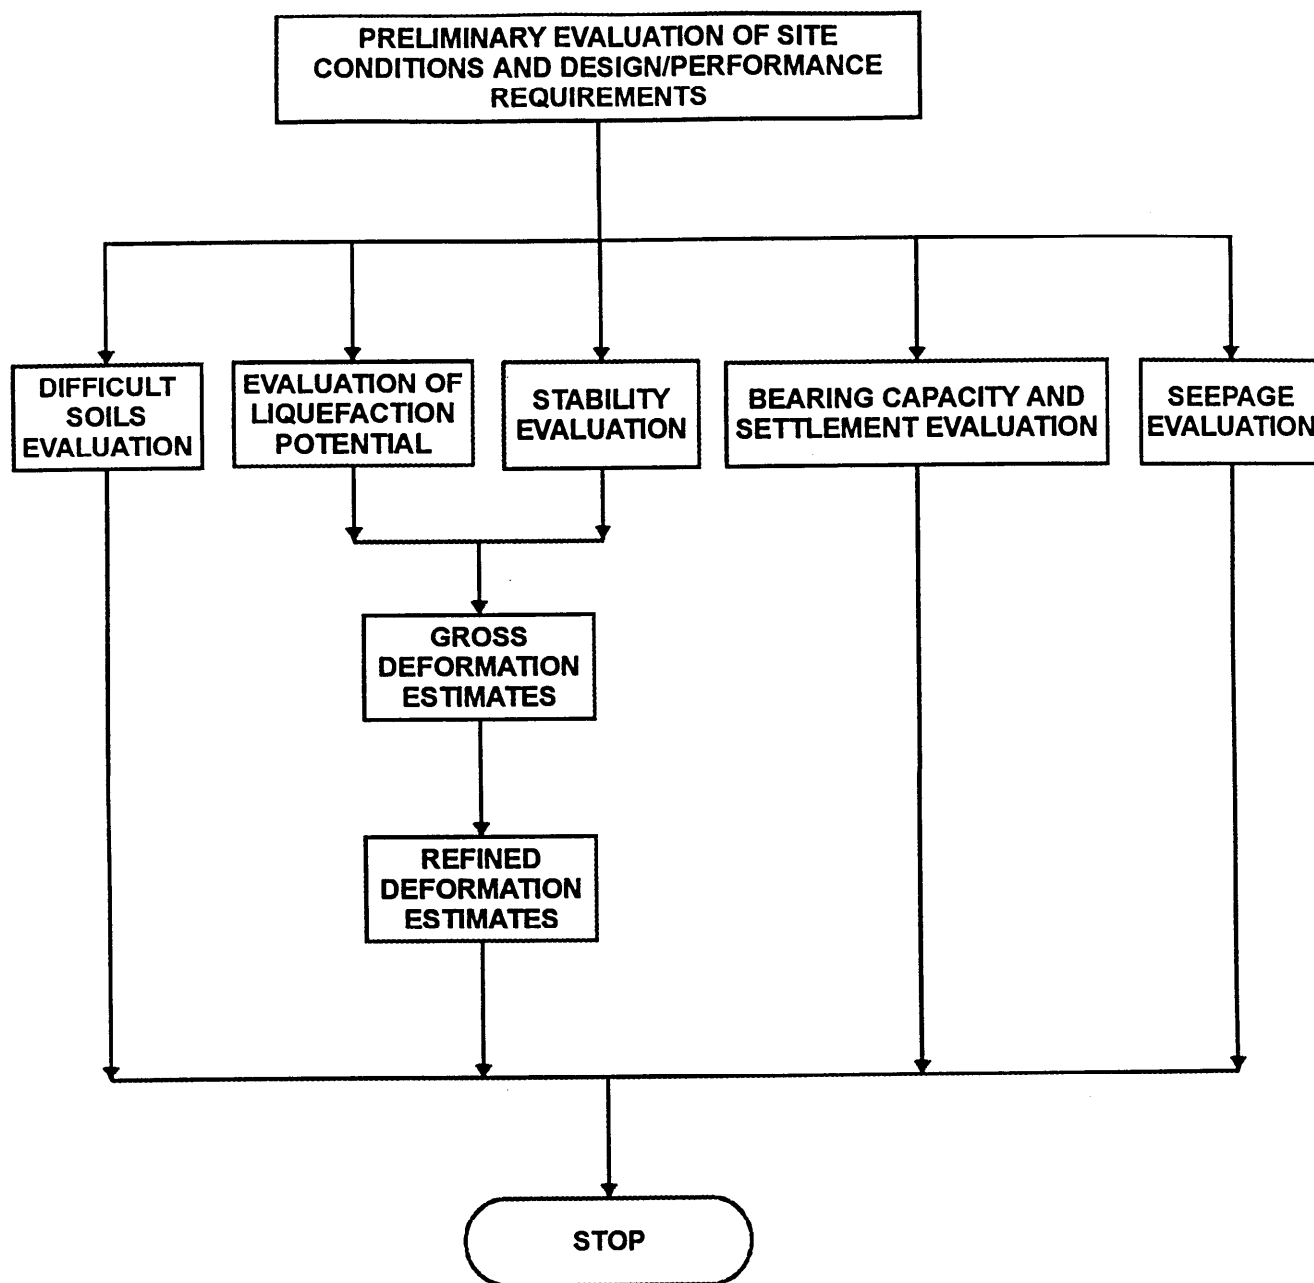 PRELIMINARY EVALUATION OF SITE
CONDITIONS AND DESIGN/PERFORMANCE
REQUIREMENTS
DIFFICULT
SOILS
EVALUATION
EVALUATION OF
LIQUEFACTION
POTENTIAL
STABILITY
EVALUATION
BEARING CAPACITY AND
SETTLEMENT EVALUATION
SEEPAGE
EVALUATION
GROSS
DEFORMATION
ESTIMATES
REFINED
DEFORMATION
ESTIMATES
STOP